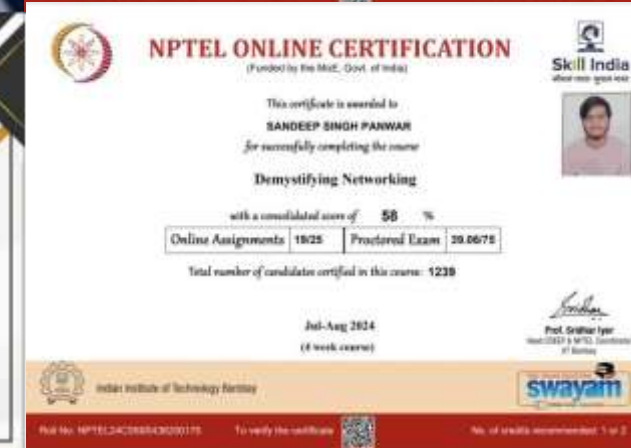 NPTEL ONLINE CERTIFICATION
(Funded by the MoE, Govt. of India)
Skill India
This certificate is awarded to
SANDEEP SINGH PANWAR
for successfully completing the course
Demystifying Networking
with a consolidated score of 58 %
Online Assignments 19/25 Proctored Exam 39.06/75
Total number of candidates certified in this course: 1239
Jul-Aug 2024
(4 week course)
Prof. Sridhar Iyer
IIT Bombay
Indian Institute of Technology Bombay
swayam
Roll No: To verify the certificate No. of credits recommended: 1 or 2